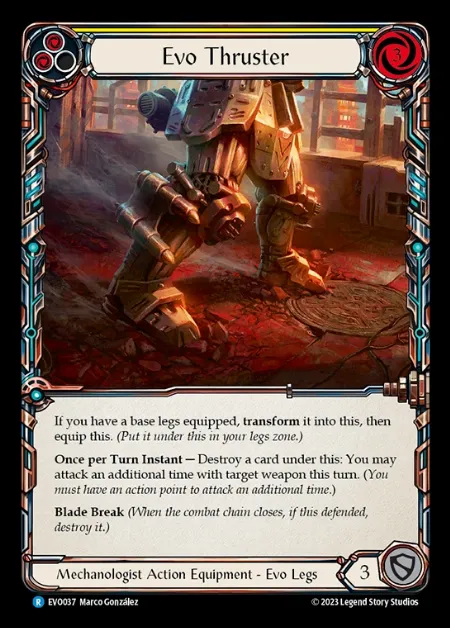 Evo Thruster
3
If you have a base legs equipped, transform it into this, then
equip this. (Put it under this in your legs zone.)
Once per Turn Instant — Destroy a card under this: You may
attack an additional time with target weapon this turn. (You
must have an action point to attack an additional time.)
Blade Break (When the combat chain closes, if this defended,
destroy it.)
Mechanologist Action Equipment - Evo Legs
3
R EVO037 Marco González
© 2023 Legend Story Studios